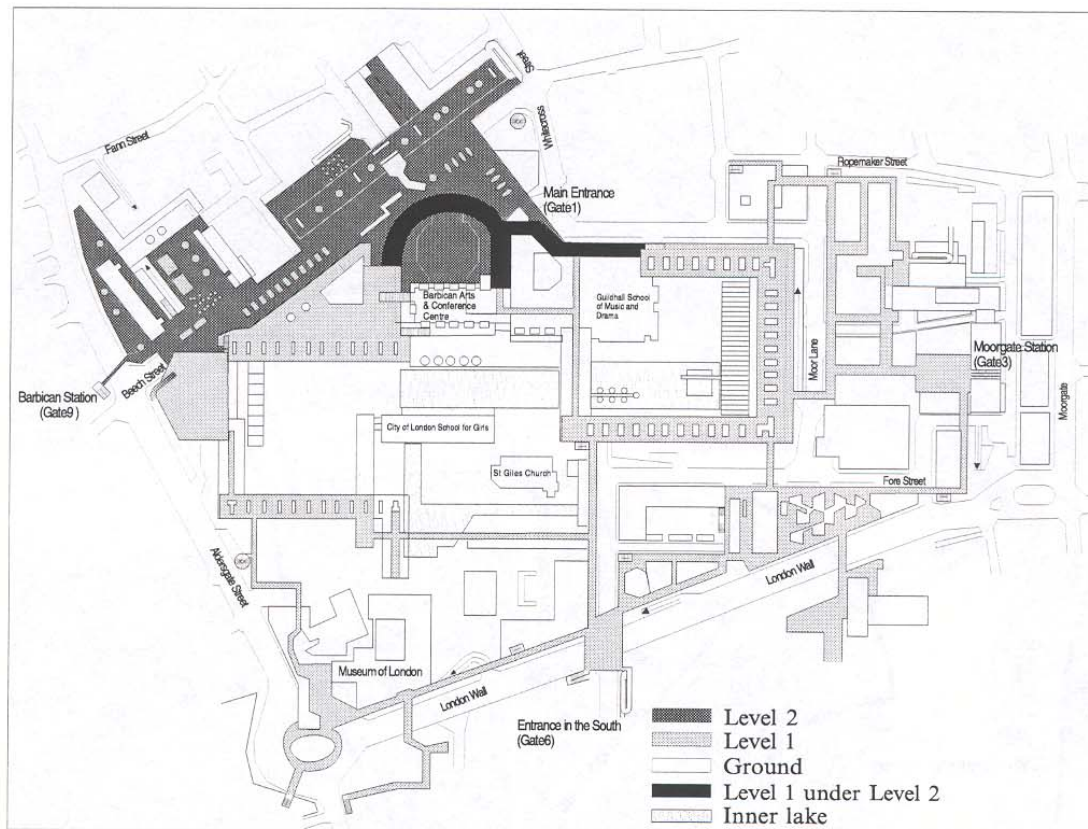 Street
Whitecross
Fann Street
Ropemaker Street
Main Entrance
(Gate1)
Barbican Arts
& Conference
Centre
Guildhall School
of Music and
Drama
Moor Lane
Moorgate Station
(Gate3)
Moorgate
Beech Street
Barbican Station
(Gate9)
City of London School for Girls
St Giles Church
Fore Street
Aldersgate Street
London Wall
Museum of London
London Wall
Entrance in the South
(Gate6)
Level 2
Level 1
Ground
Level 1 under Level 2
Inner lake